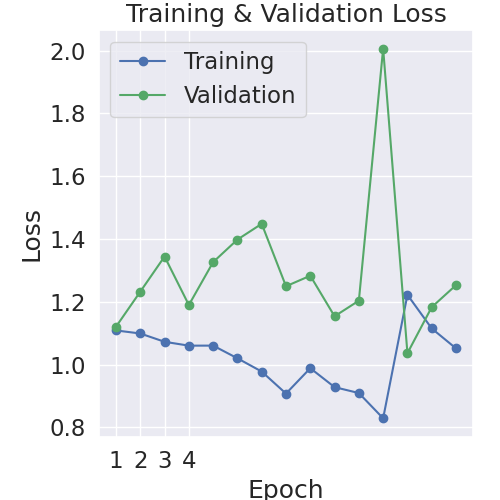 Training & Validation Loss
Training
Validation
Loss
2.0
1.8
1.6
1.4
1.2
1.0
0.8
1 2 3 4
Epoch